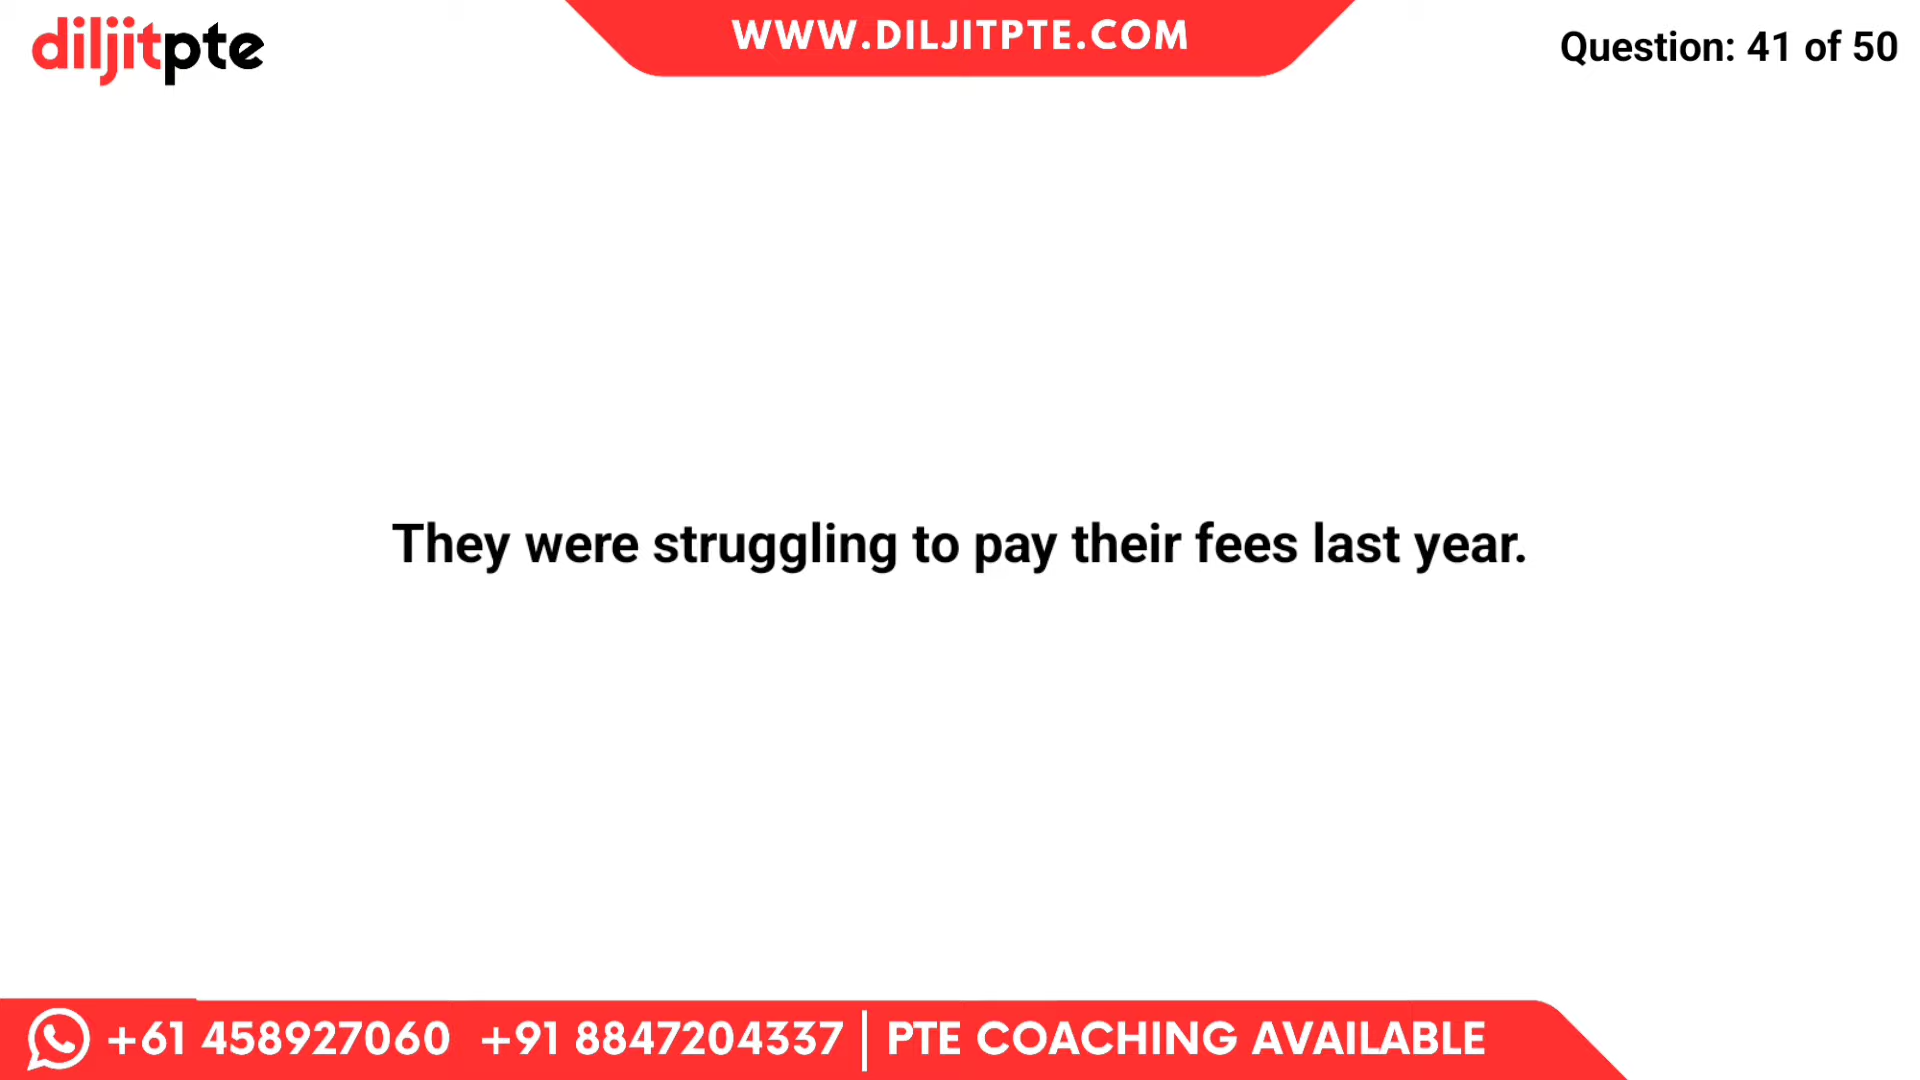 diljitpte
WWW.DILJITPTE.COM
Question: 41 of 50
They were struggling to pay their fees last year.
+61 458927060 +91 8847204337 | PTE COACHING AVAILABLE